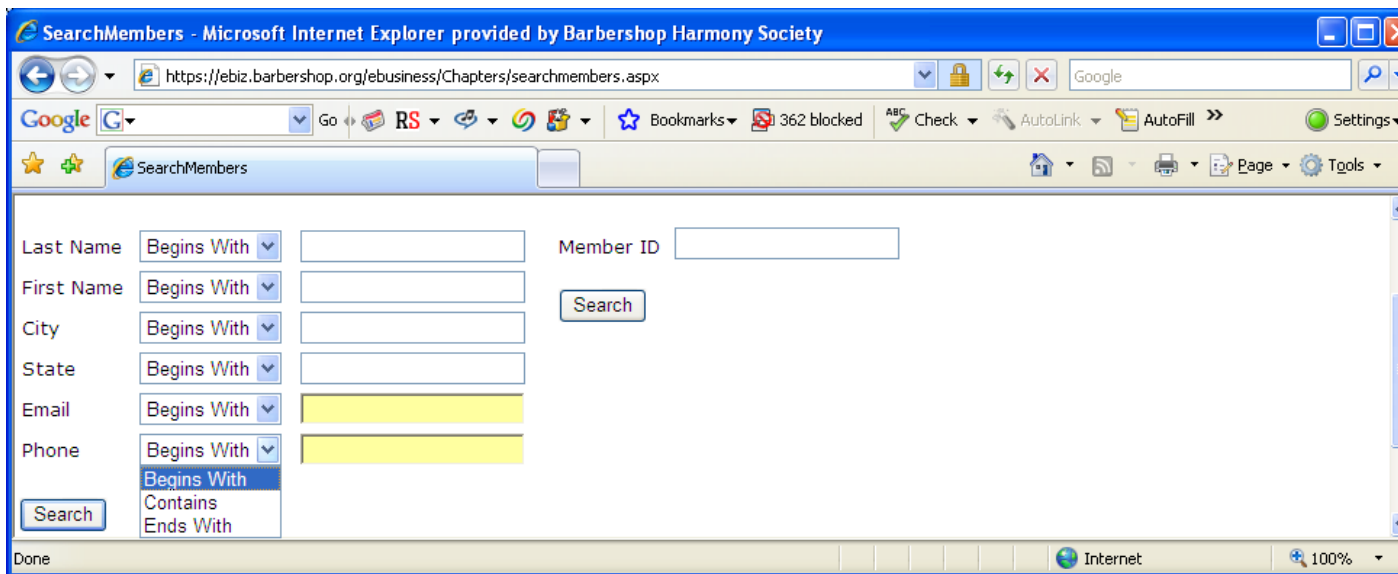 SearchMembers - Microsoft Internet Explorer provided by Barbershop Harmony Society
https://ebiz.barbershop.org/ebusiness/Chapters/searchmembers.aspx Google
Google G Go RS Bookmarks 362 blocked ABC Check AutoLink AutoFill » Settings
SearchMembers Page Tools
Last Name Begins With Member ID
First Name Begins With
Search
City Begins With
State Begins With
Email Begins With
Phone Begins With
Begins With
Contains
Search
Ends With
Done Internet 100%